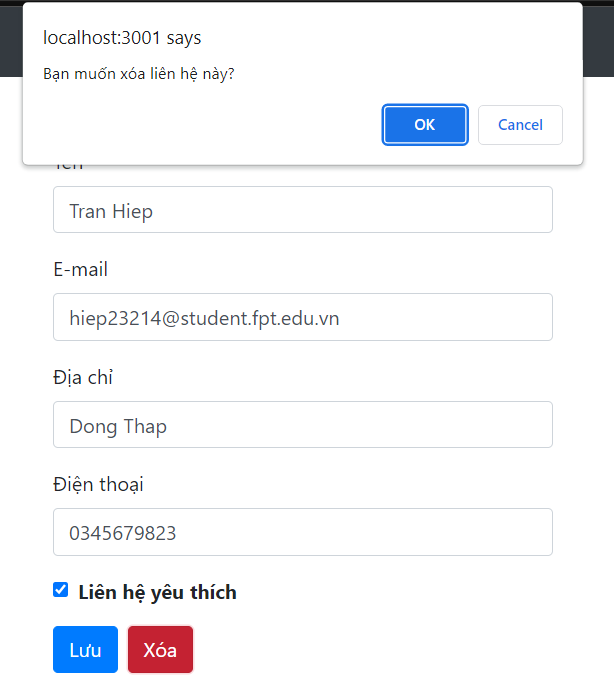 localhost:3001 says
Bạn muốn xóa liên hệ này?
OK
Cancel
Tên
Tran Hiep
E-mail
hiep23214@student.fpt.edu.vn
Địa chỉ
Dong Thap
Điện thoại
0345679823
Liên hệ yêu thích
Lưu
Xóa